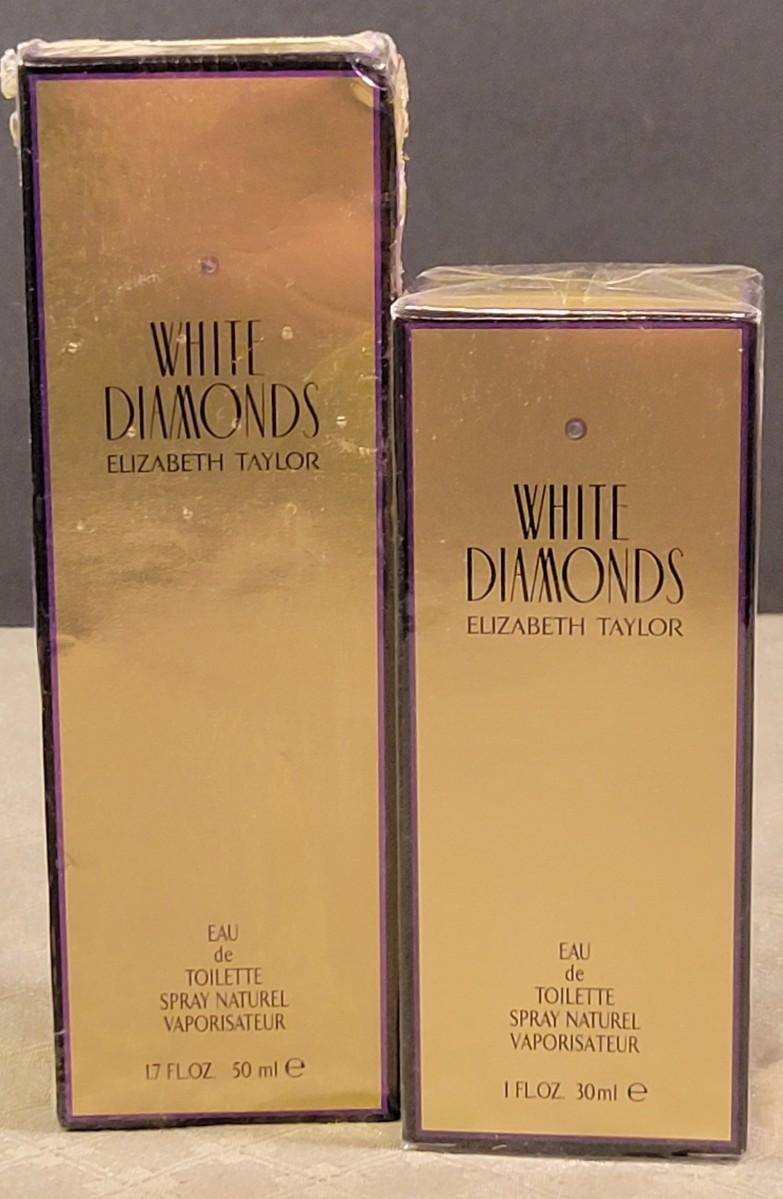 WHITE
DIAMONDS
ELIZABETH TAYLOR
EAU
de
TOILETTE
SPRAY NATUREL
VAPORISATEUR
1.7 FL.OZ. 50 ml ℮
WHITE
DIAMONDS
ELIZABETH TAYLOR
EAU
de
TOILETTE
SPRAY NATUREL
VAPORISATEUR
1 FL.OZ. 30ml ℮